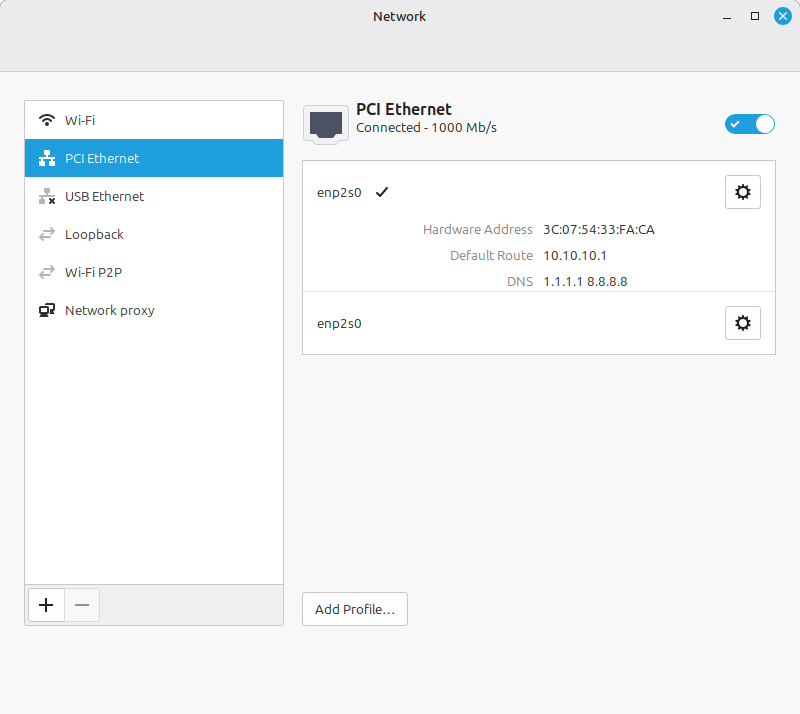 Network
Wi-Fi
PCI Ethernet
USB Ethernet
Loopback
Wi-Fi P2P
Network proxy
PCI Ethernet
Connected - 1000 Mb/s
enp2s0
Hardware Address 3C:07:54:33:FA:CA
Default Route 10.10.10.1
DNS 1.1.1.1 8.8.8.8
enp2s0
Add Profile...